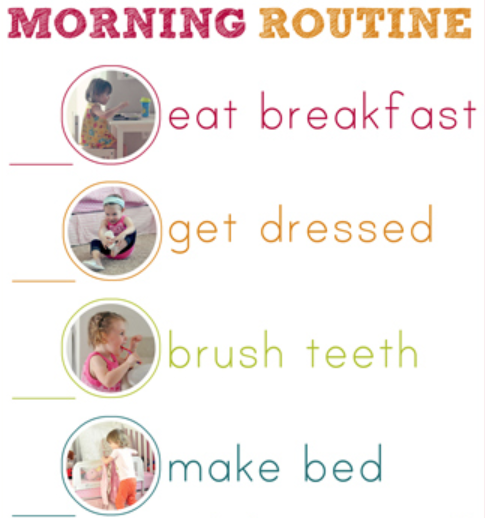 MORNING ROUTINE
eat breakfast
get dressed
brush teeth
make bed